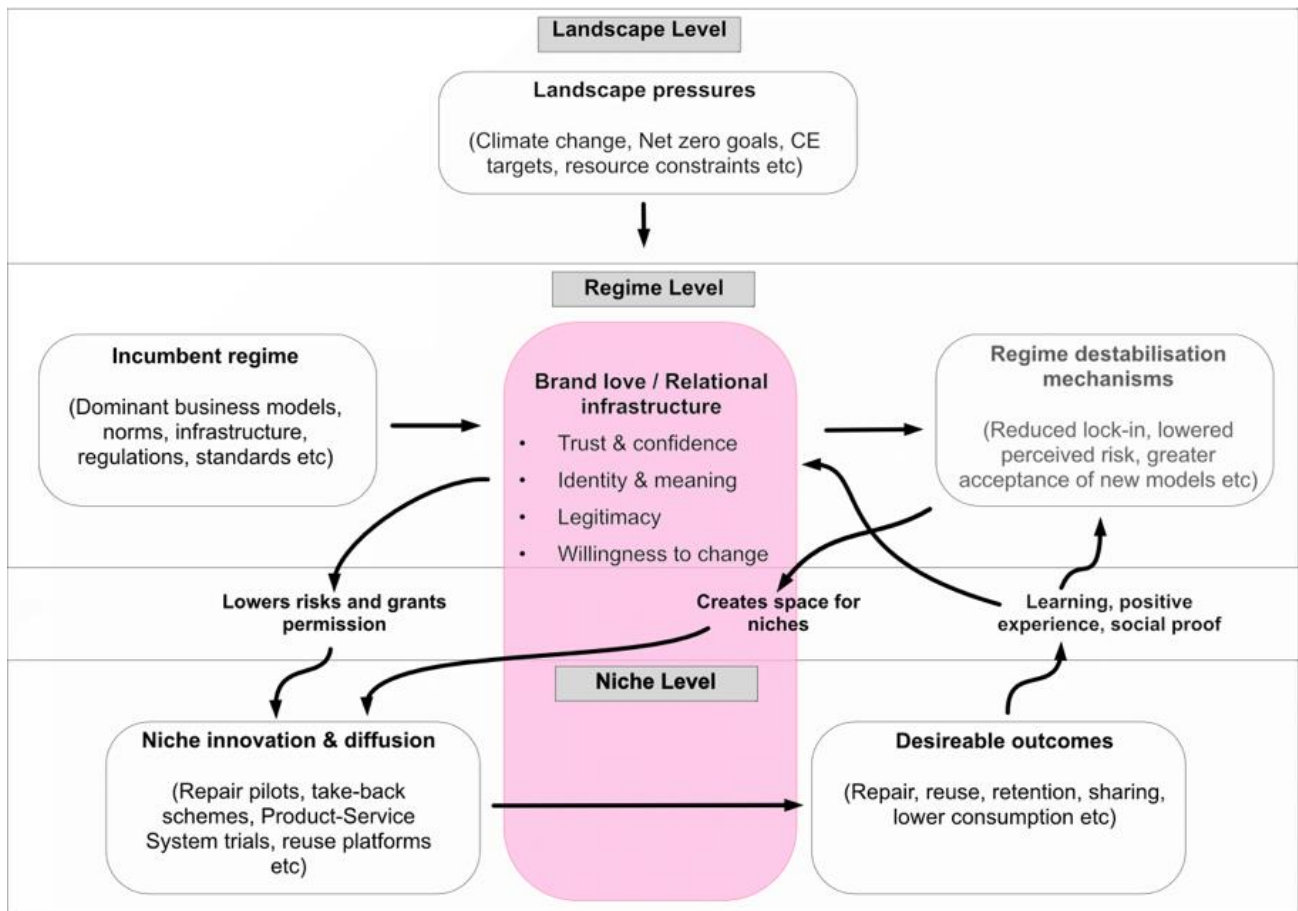 Landscape Level
Landscape pressures
(Climate change, Net zero goals, CE
targets, resource constraints etc)
Regime Level
Incumbent regime
(Dominant business models,
norms, infrastructure,
regulations, standards etc)
Brand love / Relational
infrastructure
• Trust & confidence
• Identity & meaning
• Legitimacy
• Willingness to change
Regime destabilisation
mechanisms
(Reduced lock-in, lowered
perceived risk, greater
acceptance of new models etc)
Lowers risks and grants
permission
Creates space for
niches
Learning, positive
experience, social proof
Niche Level
Niche innovation & diffusion
(Repair pilots, take-back
schemes, Product-Service
System trials, reuse platforms
etc)
Desireable outcomes
(Repair, reuse, retention, sharing,
lower consumption etc)